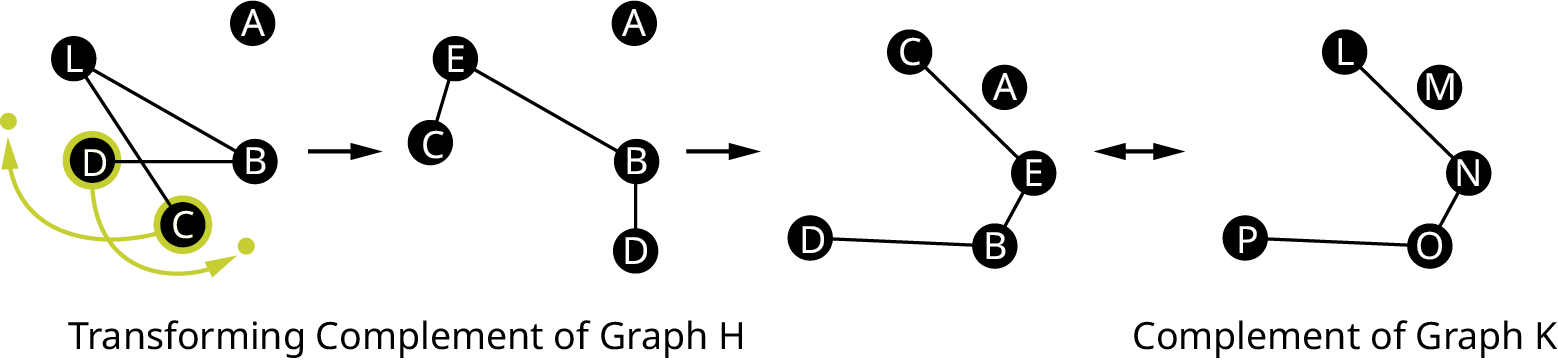 L A D B C
E A C B D
C A E D B
L M N P O
Transforming Complement of Graph H
Complement of Graph K